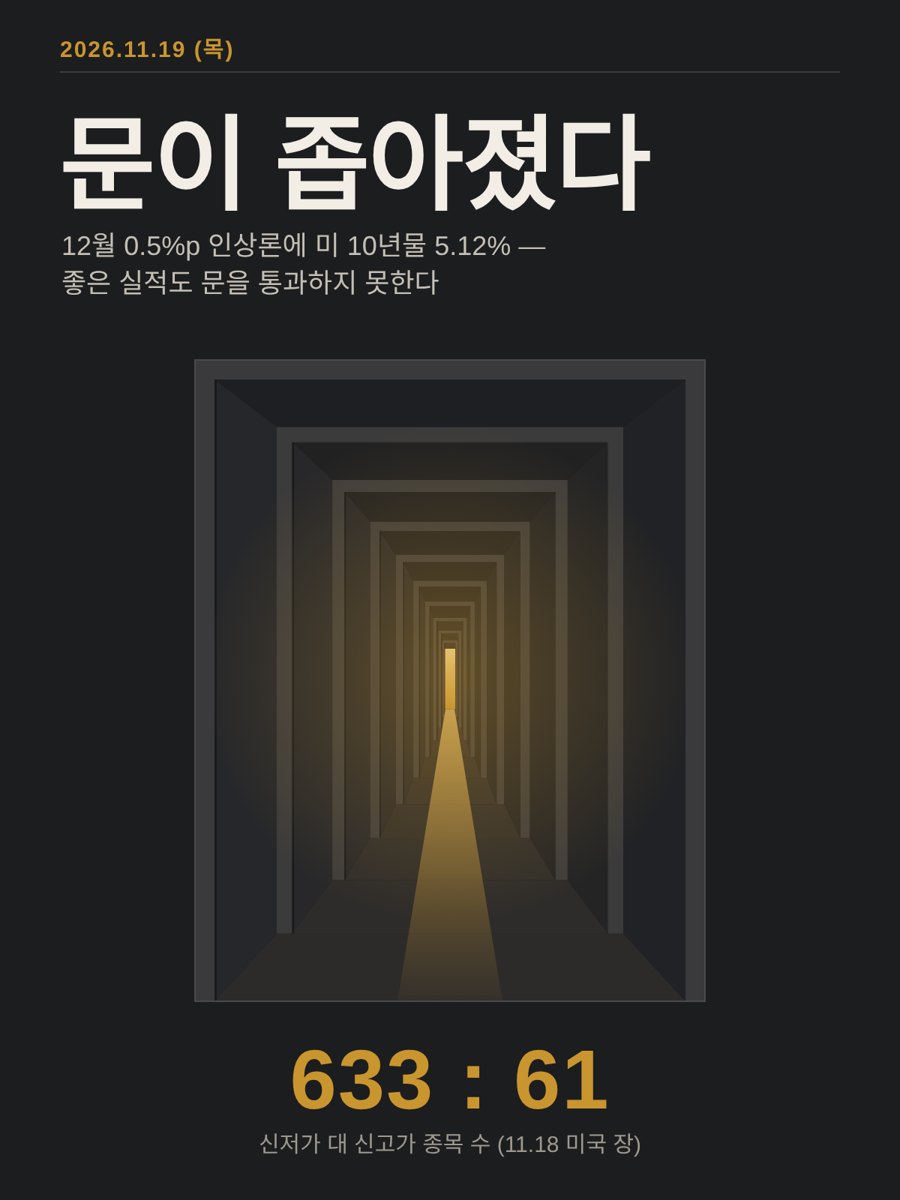 2026.11.19 (목)
문이 좁아졌다
12월 0.5%p 인상론에 미 10년물 5.12% —
좋은 실적도 문을 통과하지 못한다
633 : 61
신저가 대 신고가 종목 수 (11.18 미국 장)